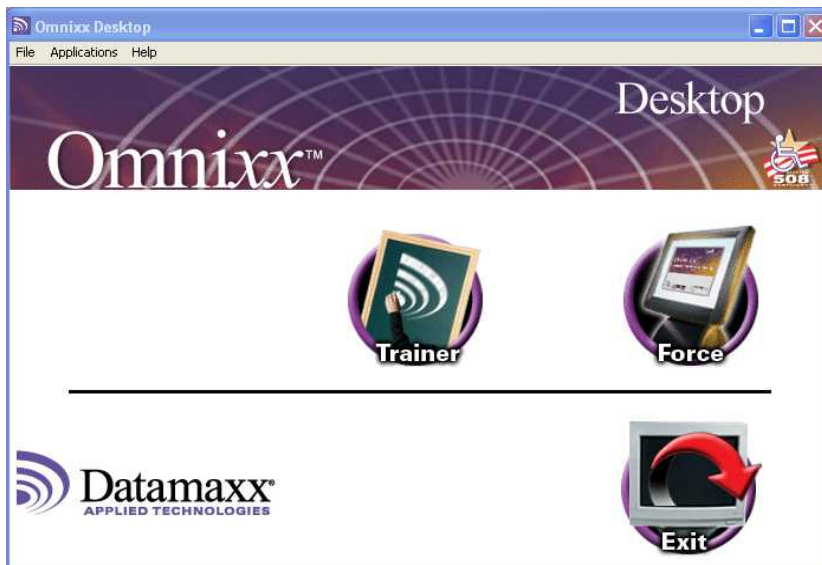 Omnixx Desktop
File Applications Help
Desktop
Omnixx™
508
Trainer
Force
Datamaxx®
APPLIED TECHNOLOGIES
Exit